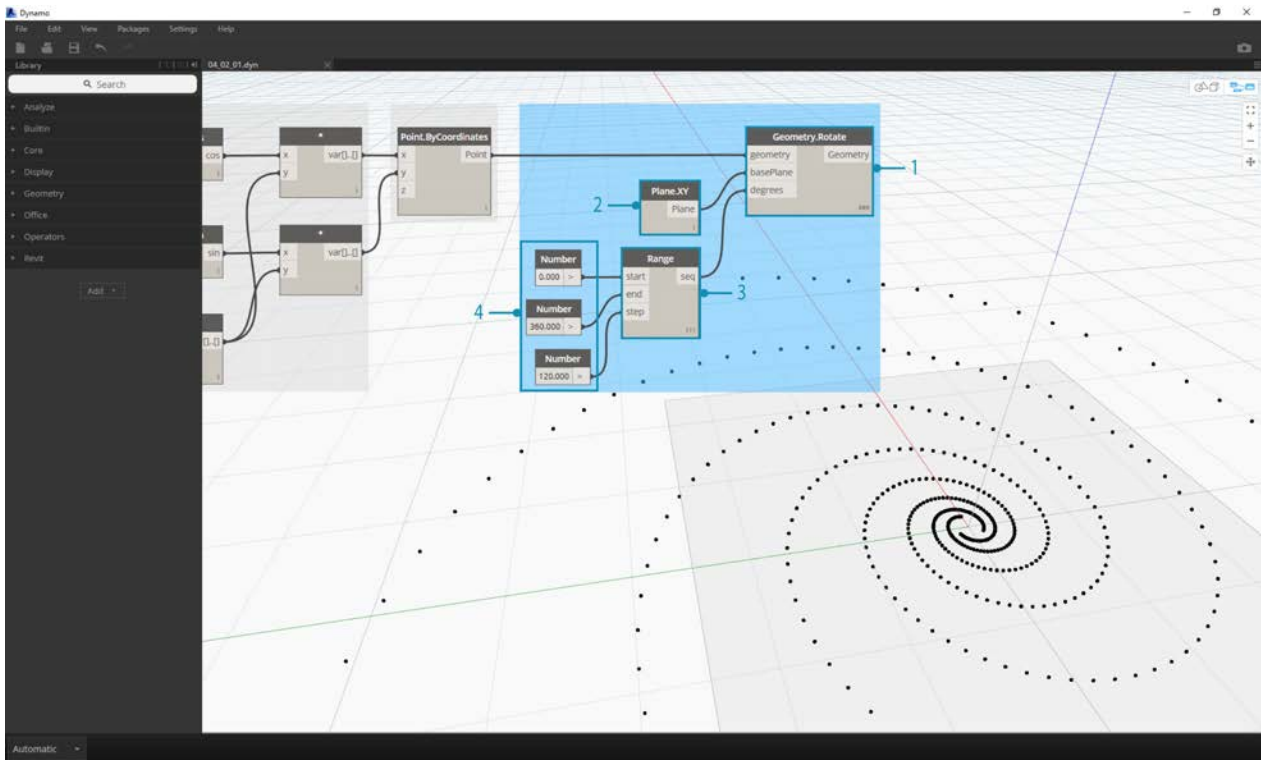 Dynamo
File Edit View Packages Settings Help
Library
04_02_01.dyn
Search
Analyze
Builtin
Core
Display
Geometry
Office
Operators
Revit
Add
cos
*
x var[]..[]
y
sin
*
x var[]..[]
y
[]..[]
Point.ByCoordinates
x Point
y
z
Geometry.Rotate
geometry Geometry
basePlane
degrees
1
Plane.XY
Plane
2
Range
start seq
end
step
3
Number
0.000 >
Number
360.000 >
Number
120.000 >
4
Automatic